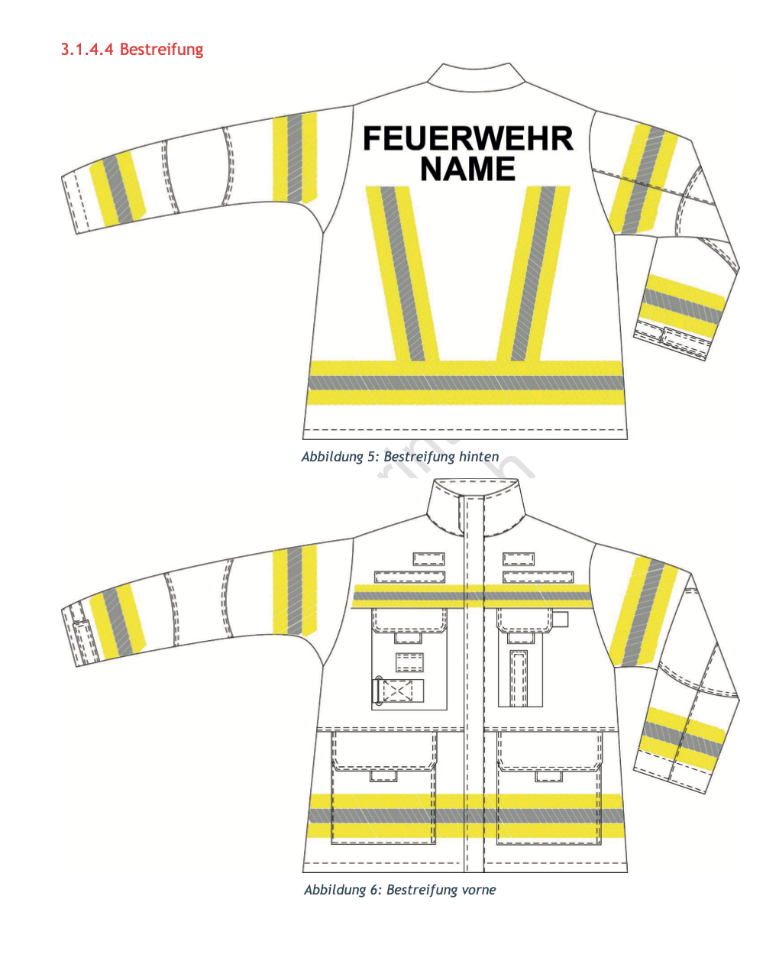 3.1.4.4 Bestreifung
FEUERWEHR
NAME
Abbildung 5: Bestreifung hinten
Abbildung 6: Bestreifung vorne